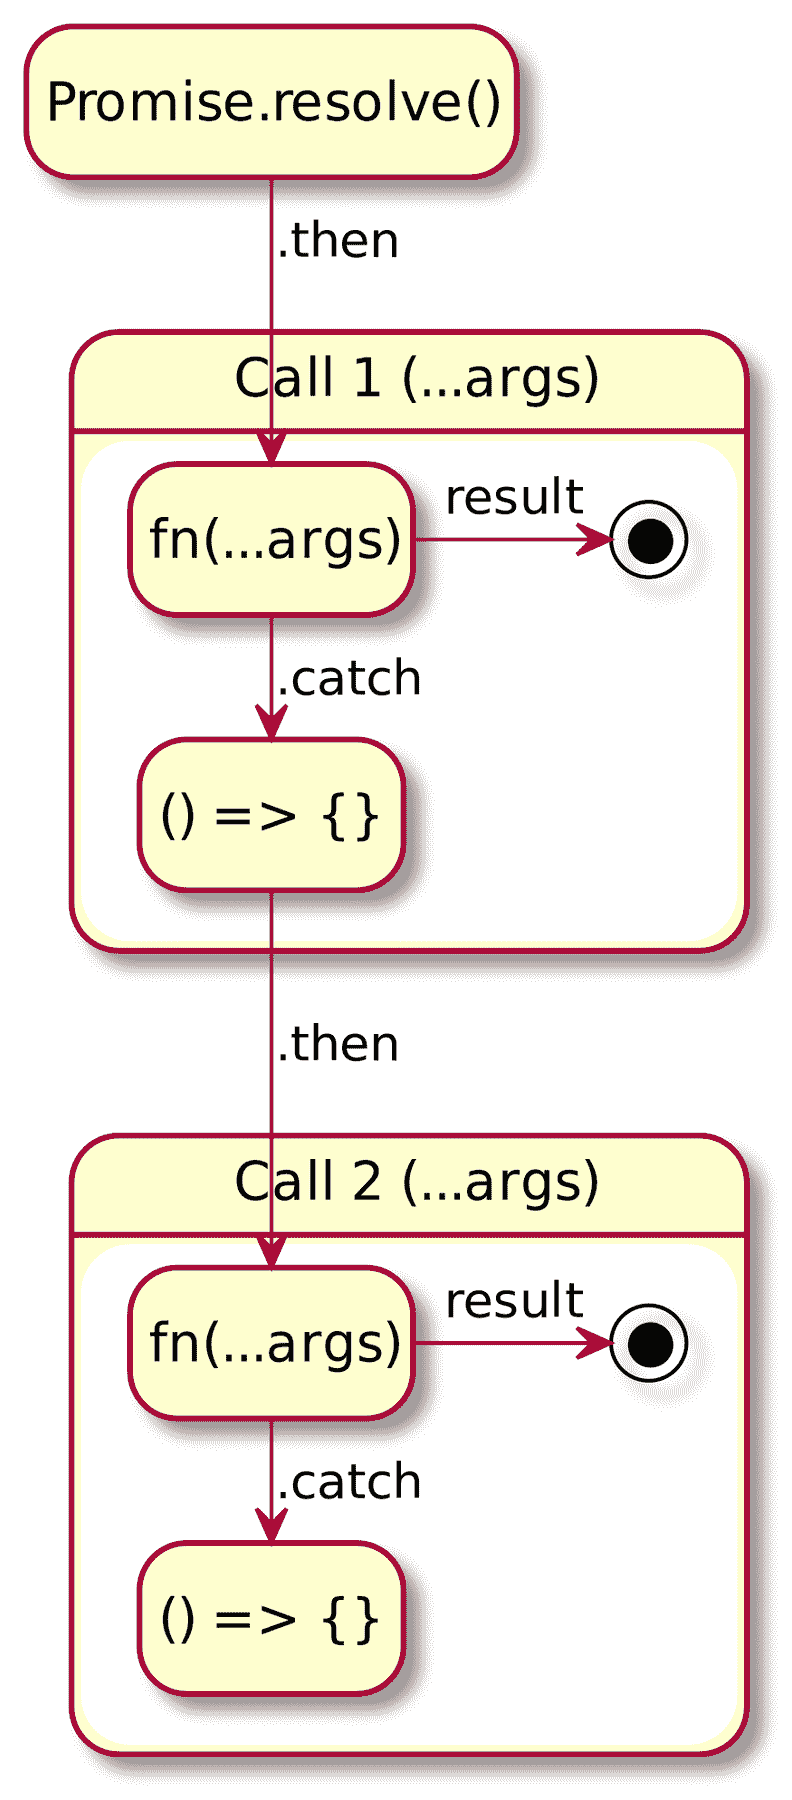 Promise.resolve()
.then
Call 1 (...args)
fn(...args)
result
.catch
() => {}
.then
Call 2 (...args)
fn(...args)
result
.catch
() => {}